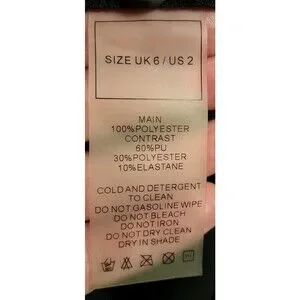 SIZE UK 6 / US 2
MAIN
100%POLYESTER
CONTRAST
60%PU
30%POLYESTER
10%ELASTANE
COLD AND DETERGENT
TO CLEAN
DO NOT GASOLINE WIPE
DO NOT BLEACH
DO NOT IRON
DO NOT DRY CLEAN
DRY IN SHADE